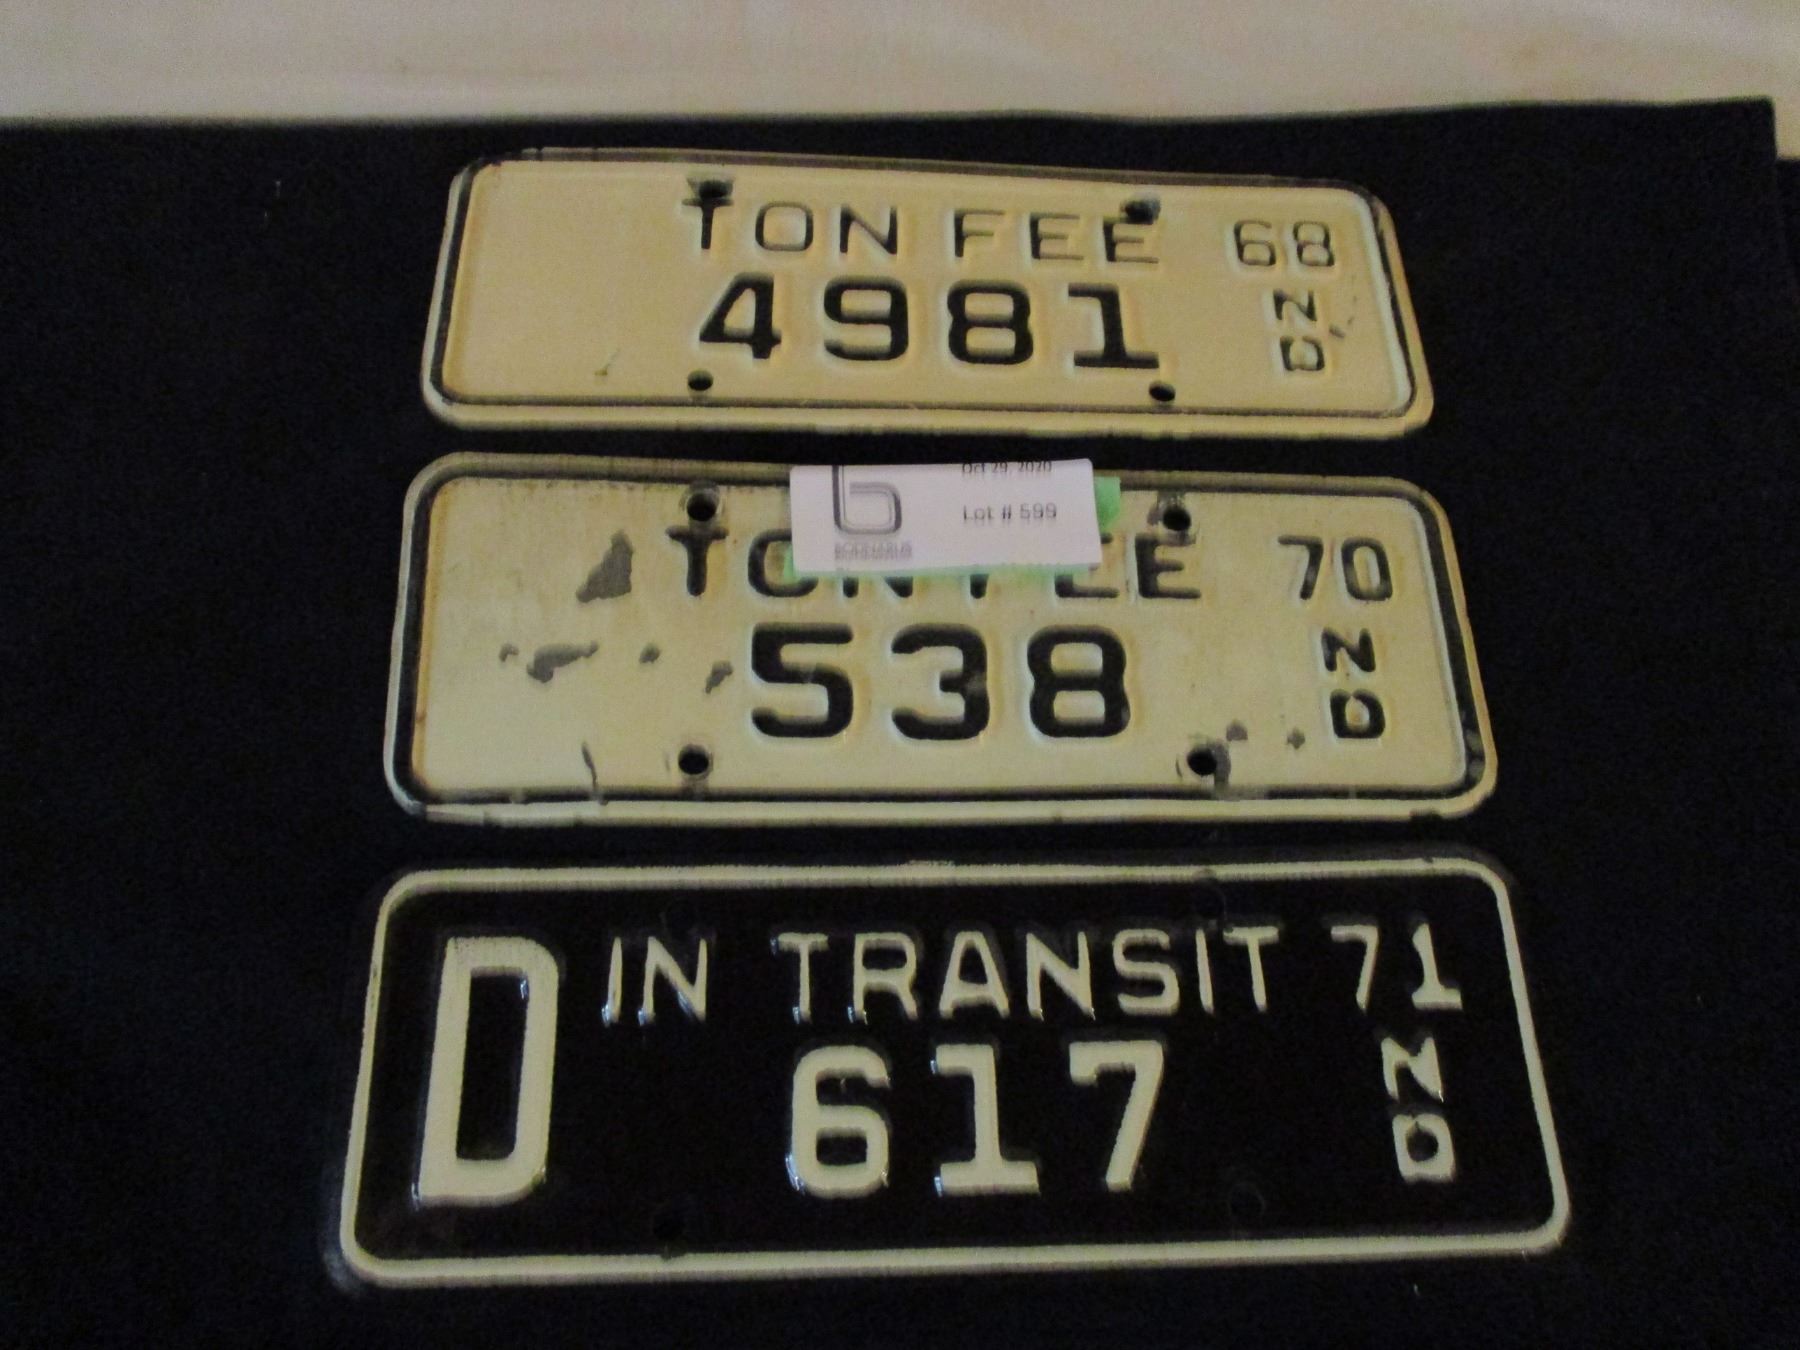 TON FEE 68
4981 ND
Oct 29, 2020
Lot # 599
TON FEE 70
538 ND
D IN TRANSIT 71
617 ND